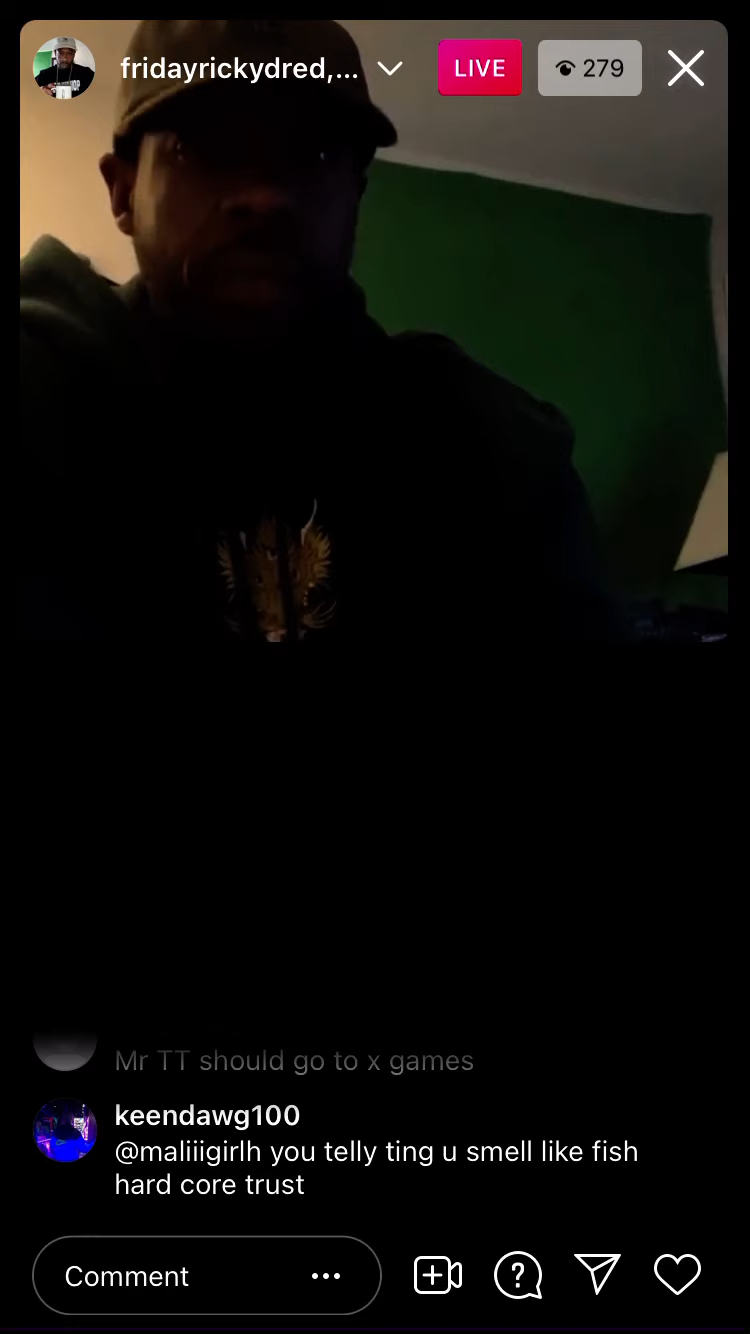 fridayrickydred,...
LIVE
279
Mr TT should go to x games
keendawg100
@maliiigirlh you telly ting u smell like fish
hard core trust
Comment